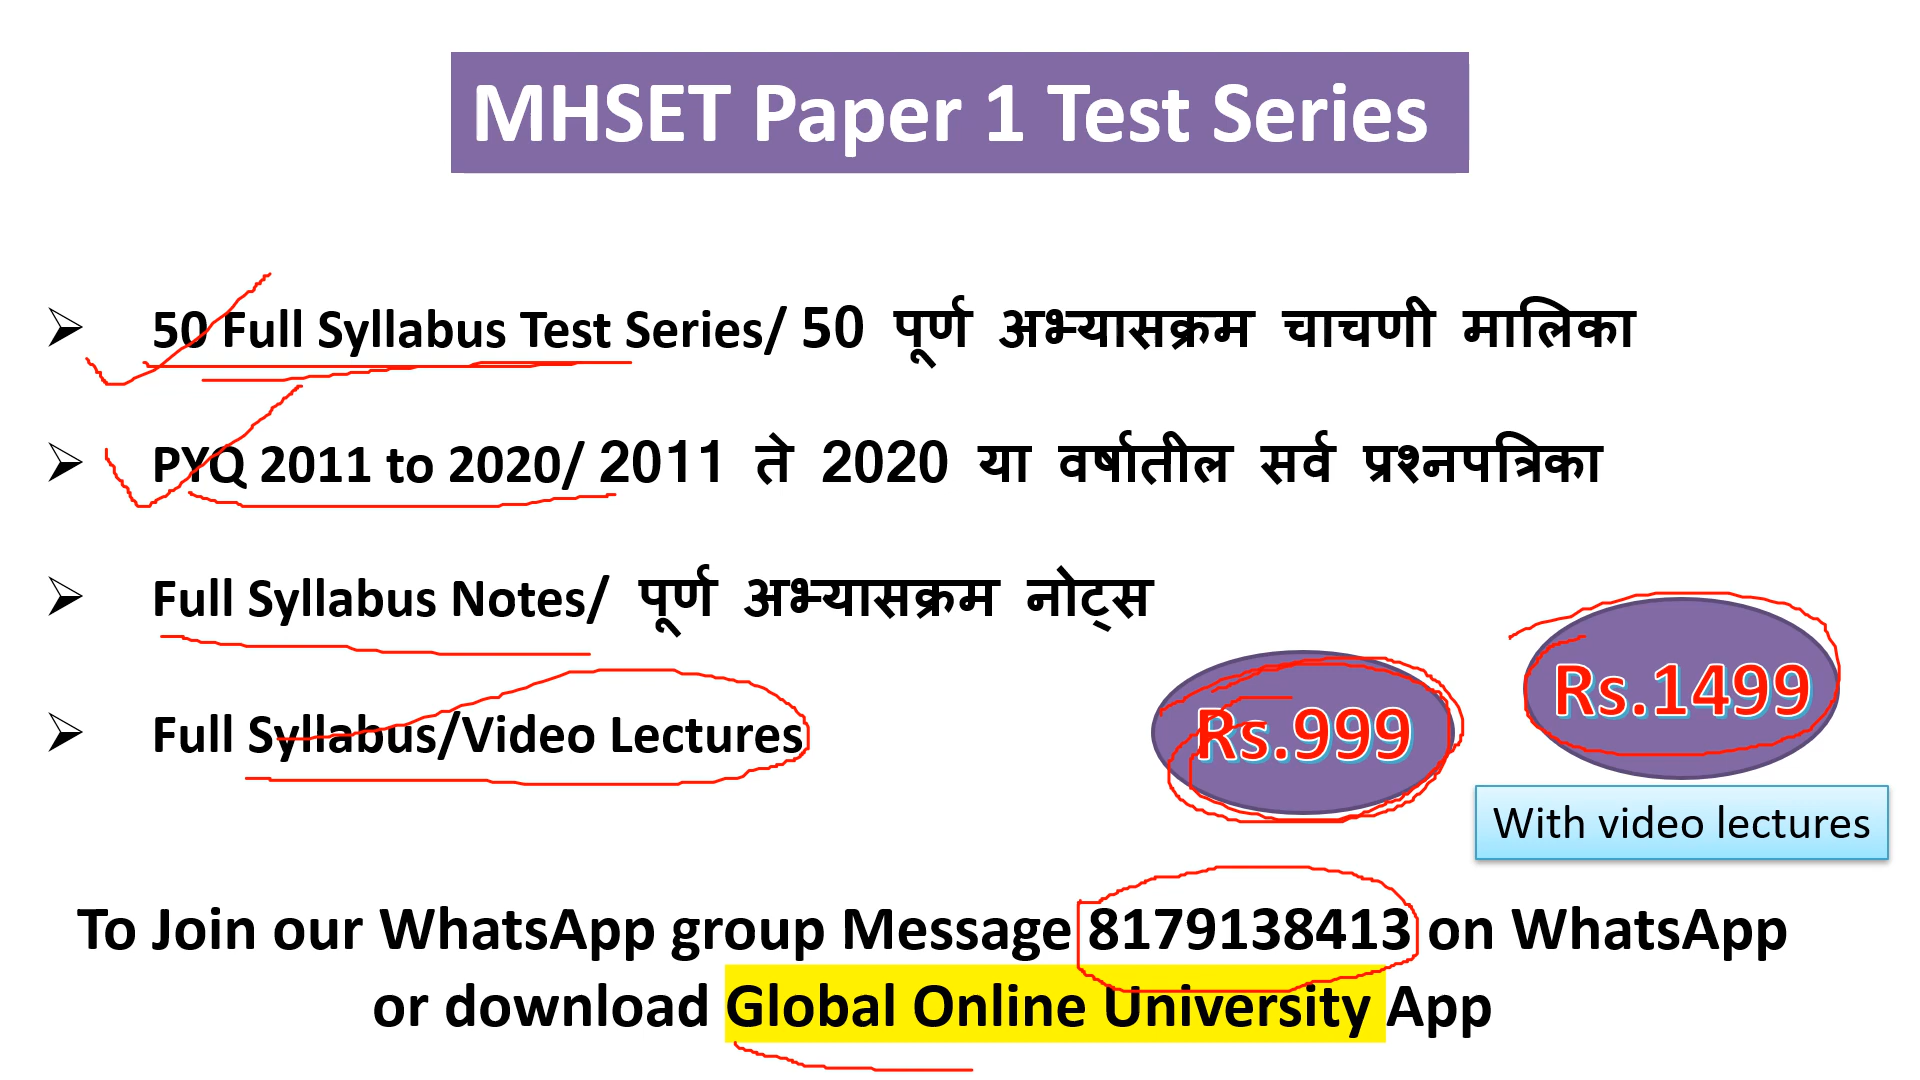 MHSET Paper 1 Test Series
50 Full Syllabus Test Series/ 50 पूर्ण अभ्यासक्रम चाचणी मालिका
PYQ 2011 to 2020/ 2011 ते 2020 या वर्षातील सर्व प्रश्नपत्रिका
Full Syllabus Notes/ पूर्ण अभ्यासक्रम नोट्स
Full Syllabus/Video Lectures
Rs.999
Rs.1499
With video lectures
To Join our WhatsApp group Message 8179138413 on WhatsApp
or download Global Online University App